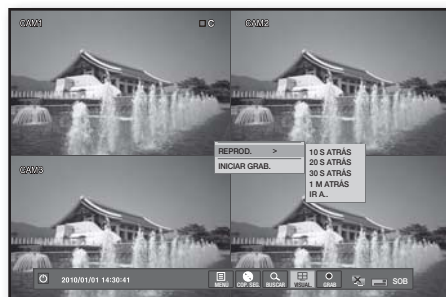 CAM1
C
CAM2
REPROD. >
INICIAR GRAB.
10 S ATRÁS
20 S ATRÁS
30 S ATRÁS
1 M ATRÁS
IR A..
CAM3
2010/01/01 14:30:41
MENÚ
COP. SEG.
BUSCAR
VISUAL
GRAB
SOB